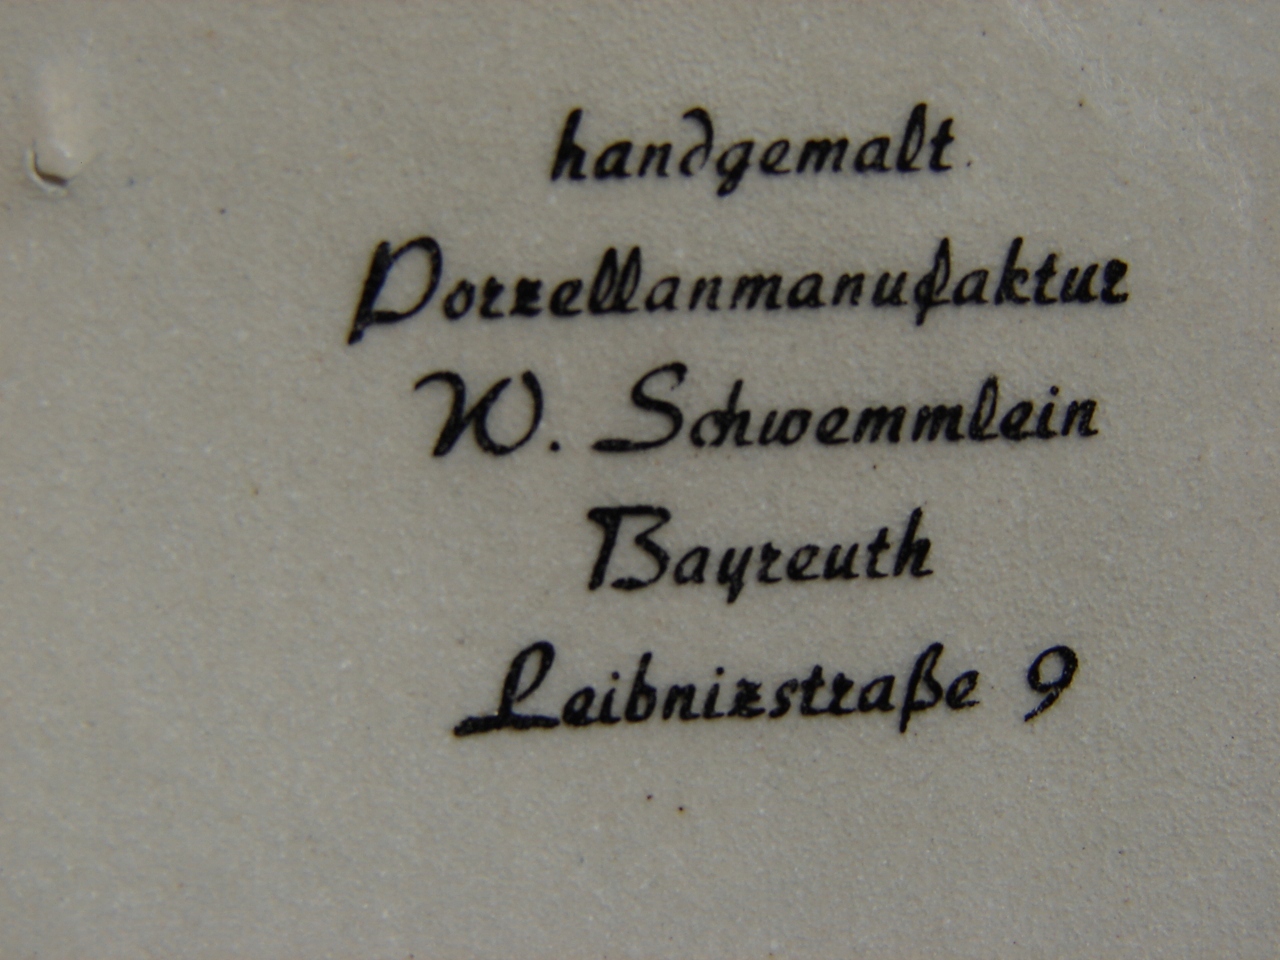 handgemalt
Porzellanmanufaktur
W. Schwemmlein
Bayreuth
Leibnizstraße 9